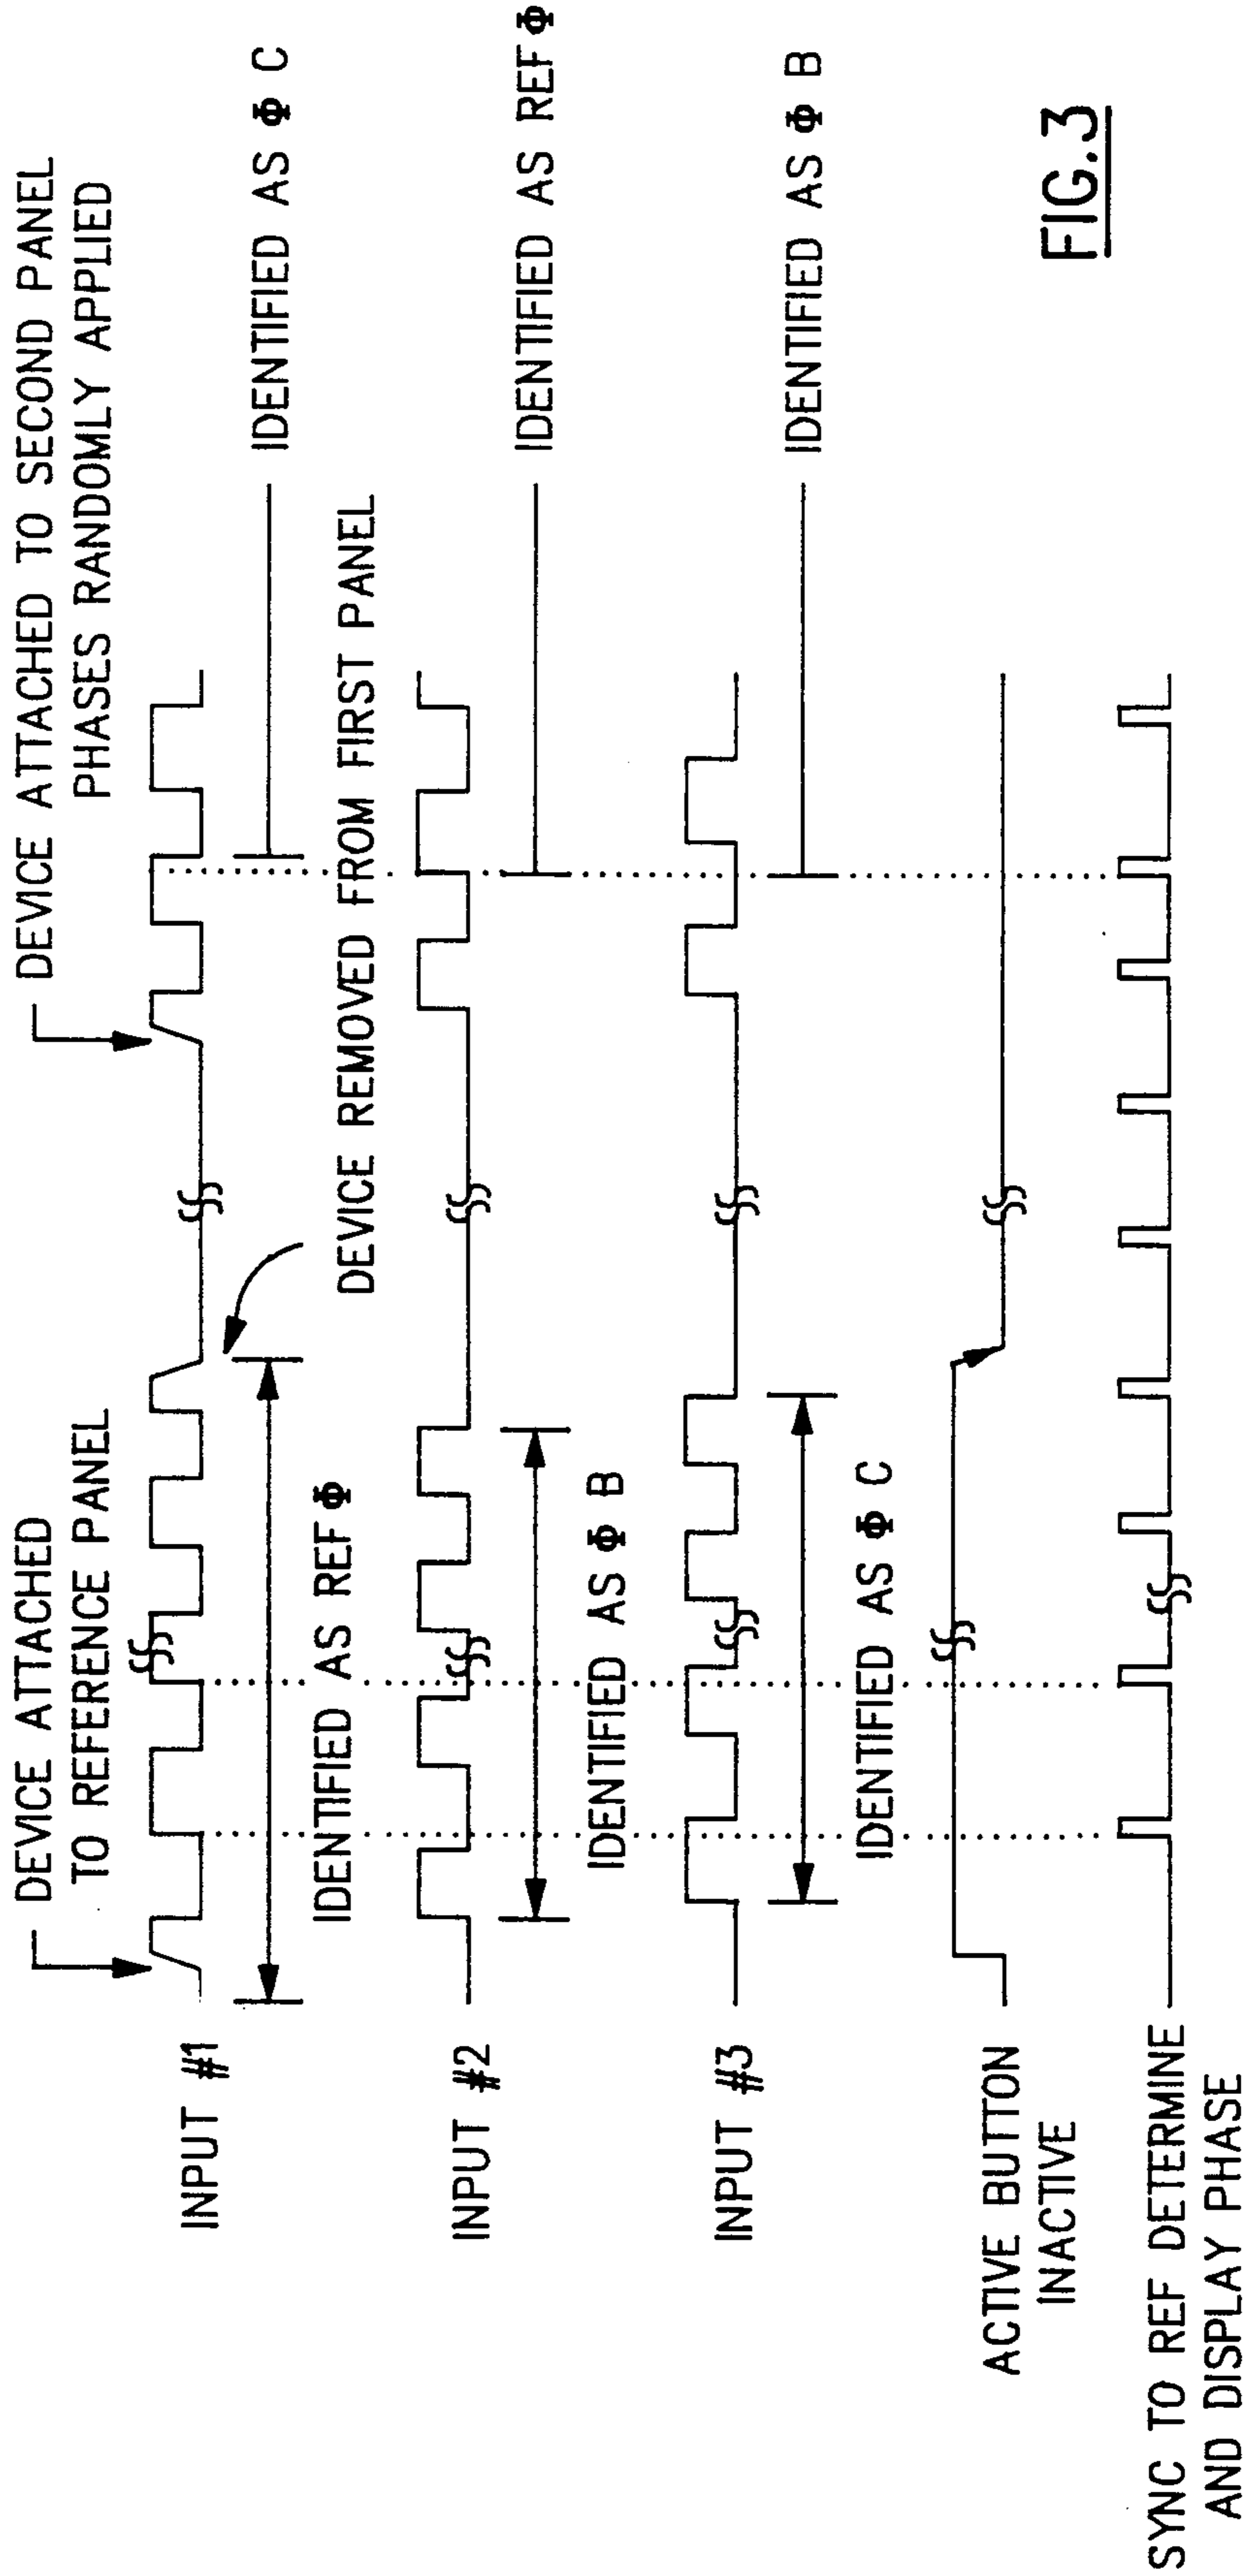 DEVICE ATTACHED
TO REFERENCE PANEL
DEVICE ATTACHED TO SECOND PANEL
PHASES RANDOMLY APPLIED
INPUT #1
IDENTIFIED AS REF Φ
DEVICE REMOVED FROM FIRST PANEL
IDENTIFIED AS Φ C
INPUT #2
IDENTIFIED AS Φ B
IDENTIFIED AS REF Φ
INPUT #3
IDENTIFIED AS Φ C
IDENTIFIED AS Φ B
ACTIVE BUTTON
INACTIVE
SYNC TO REF DETERMINE
AND DISPLAY PHASE
FIG.3